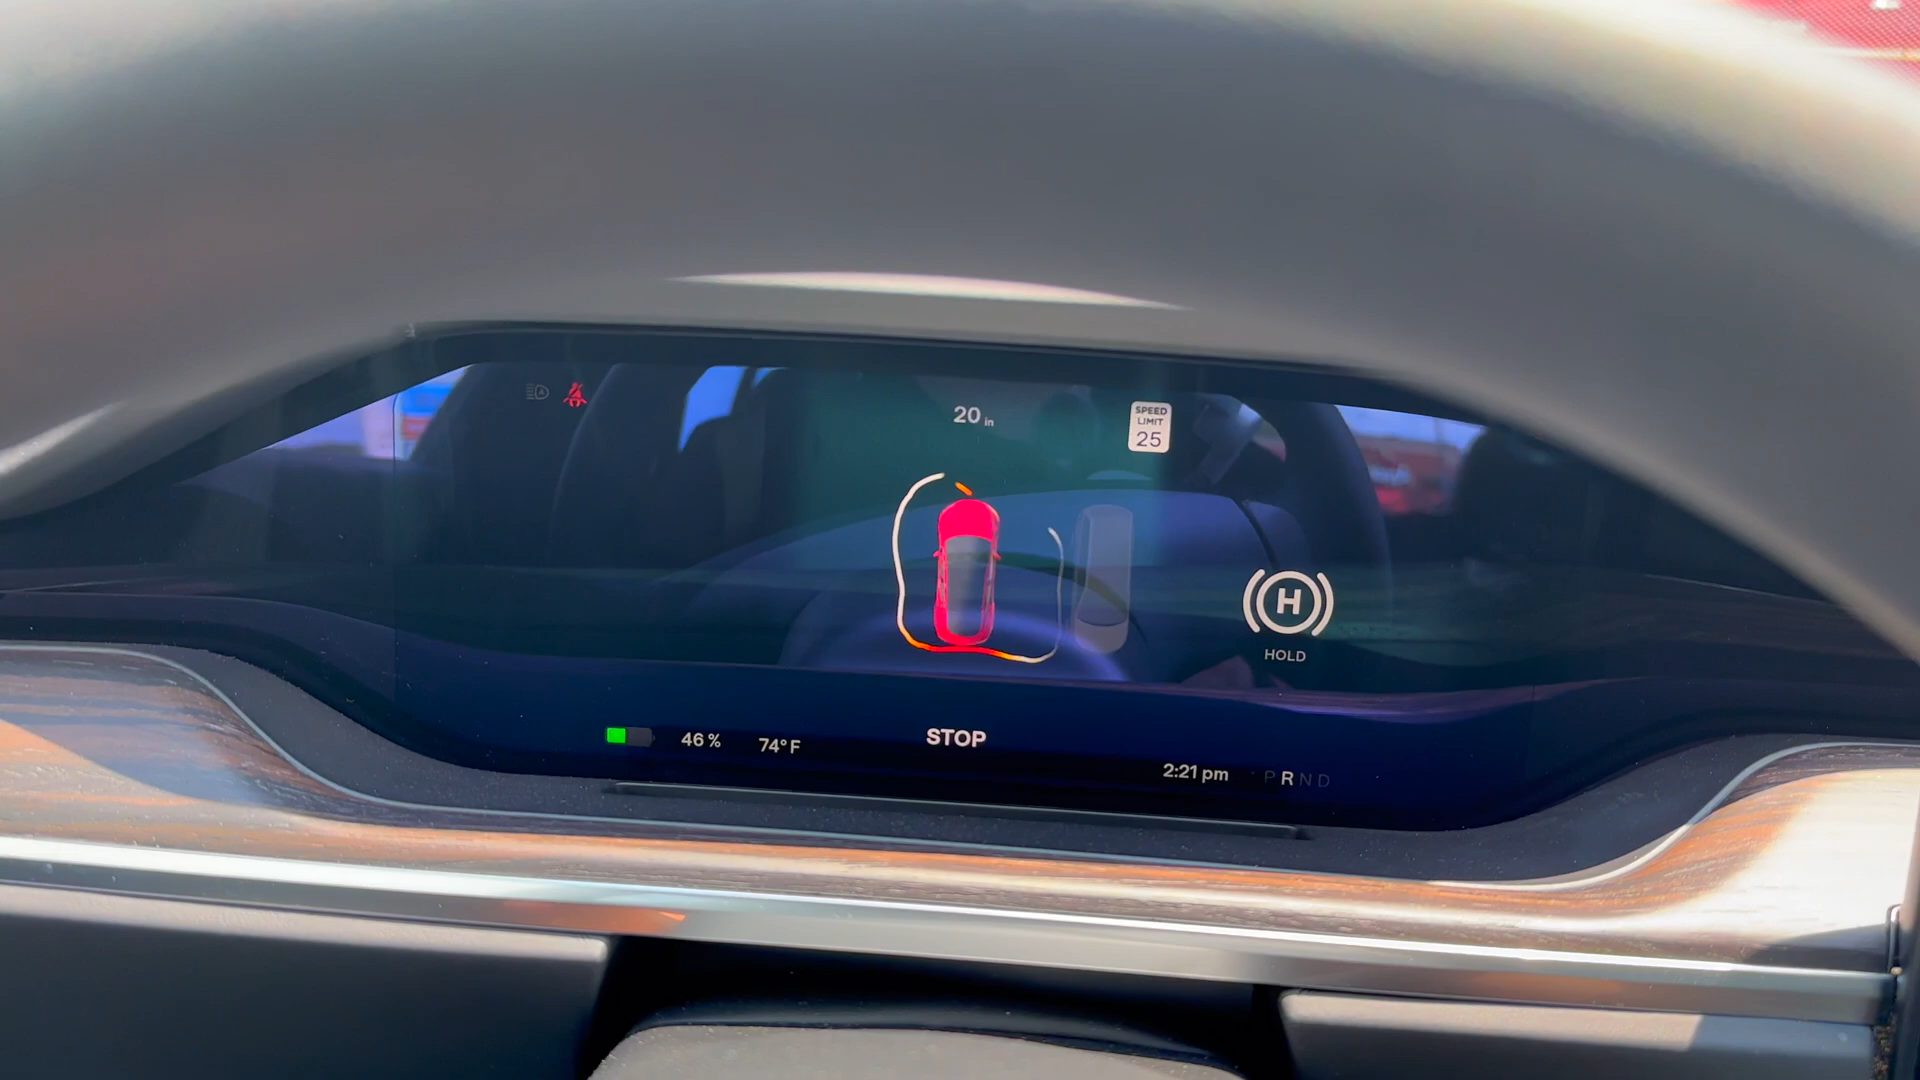 20 in
SPEED
LIMIT
25
H
HOLD
46 %
74°F
STOP
2:21 pm
P R N D